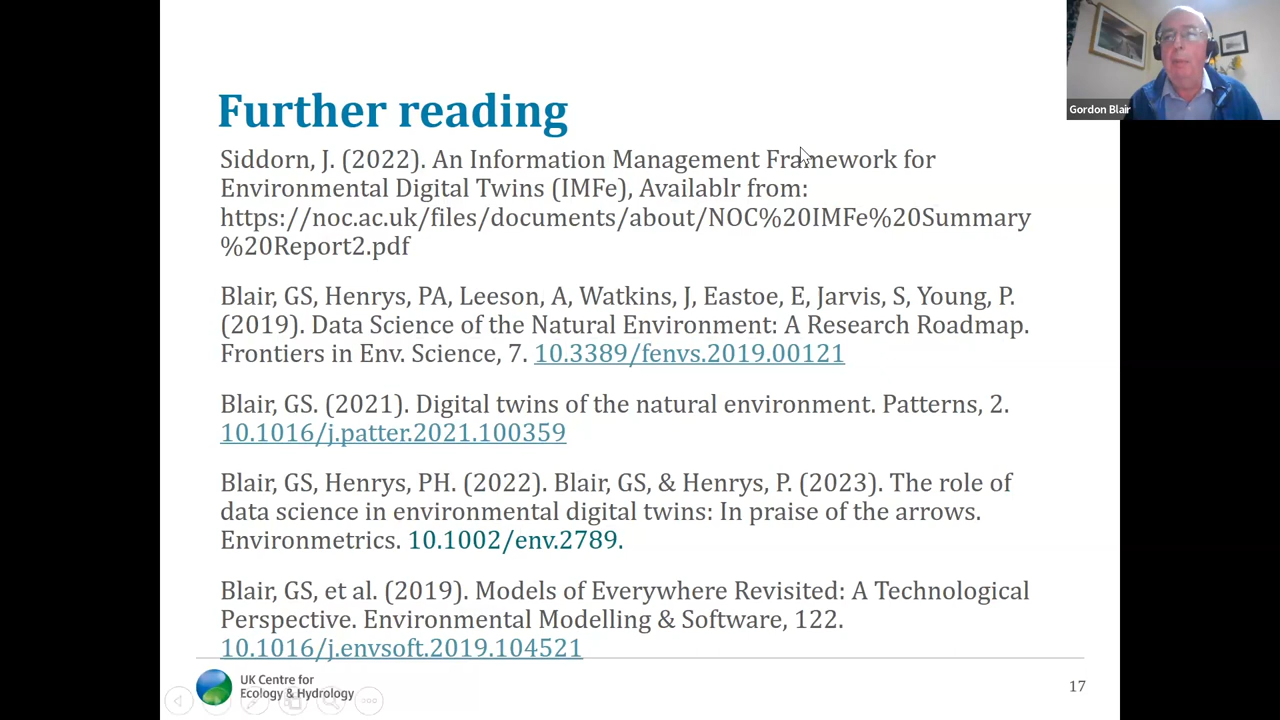 Further reading
Siddorn, J. (2022). An Information Management Framework for
Environmental Digital Twins (IMFe), Availablr from:
https://noc.ac.uk/files/documents/about/NOC%20IMFe%20Summary
%20Report2.pdf
Blair, GS, Henrys, PA, Leeson, A, Watkins, J, Eastoe, E, Jarvis, S, Young, P.
(2019). Data Science of the Natural Environment: A Research Roadmap.
Frontiers in Env. Science, 7. 10.3389/fenvs.2019.00121
Blair, GS. (2021). Digital twins of the natural environment. Patterns, 2.
10.1016/j.patter.2021.100359
Blair, GS, Henrys, PH. (2022). Blair, GS, & Henrys, P. (2023). The role of
data science in environmental digital twins: In praise of the arrows.
Environmetrics. 10.1002/env.2789.
Blair, GS, et al. (2019). Models of Everywhere Revisited: A Technological
Perspective. Environmental Modelling & Software, 122.
10.1016/j.envsoft.2019.104521
UK Centre for
Ecology & Hydrology
17
Gordon Blair